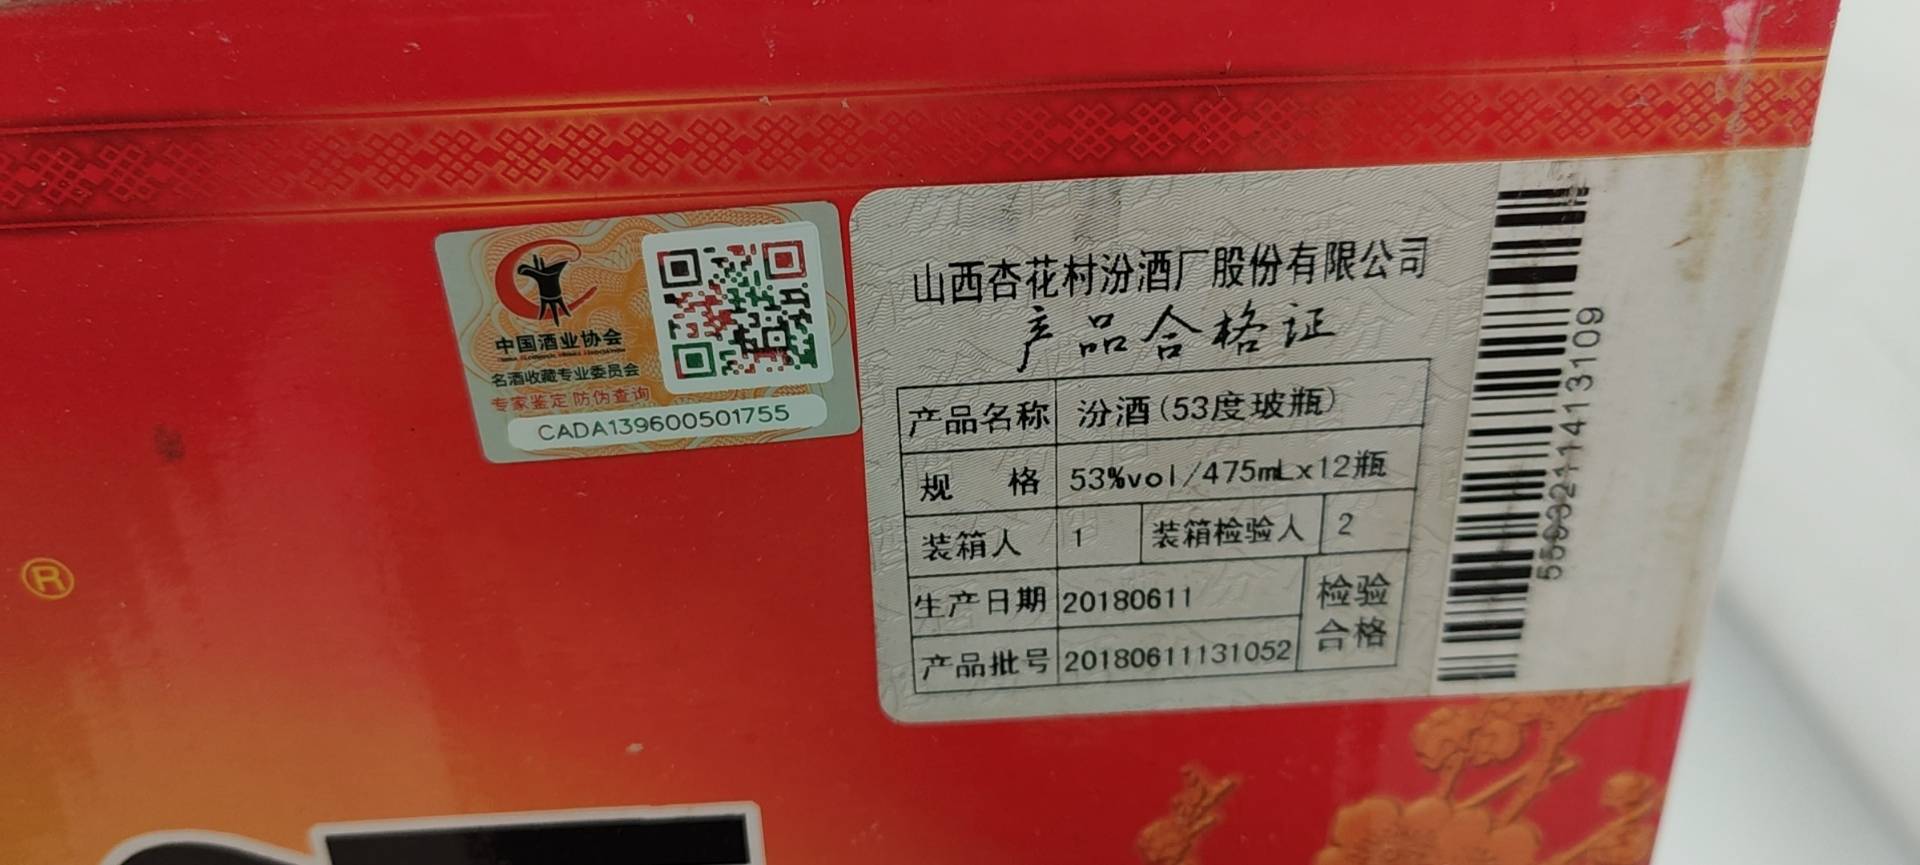 ®
中国酒业协会
名酒收藏专业委员会
专家鉴定 防伪查询
CADA139600501755
山西杏花村汾酒厂股份有限公司
产品合格证
产品名称 汾酒(53度玻瓶)
规 格 53%vol/475mLx12瓶
装箱人 1 装箱检验人 2
生产日期 20180611
产品批号 20180611131052
检验
合格